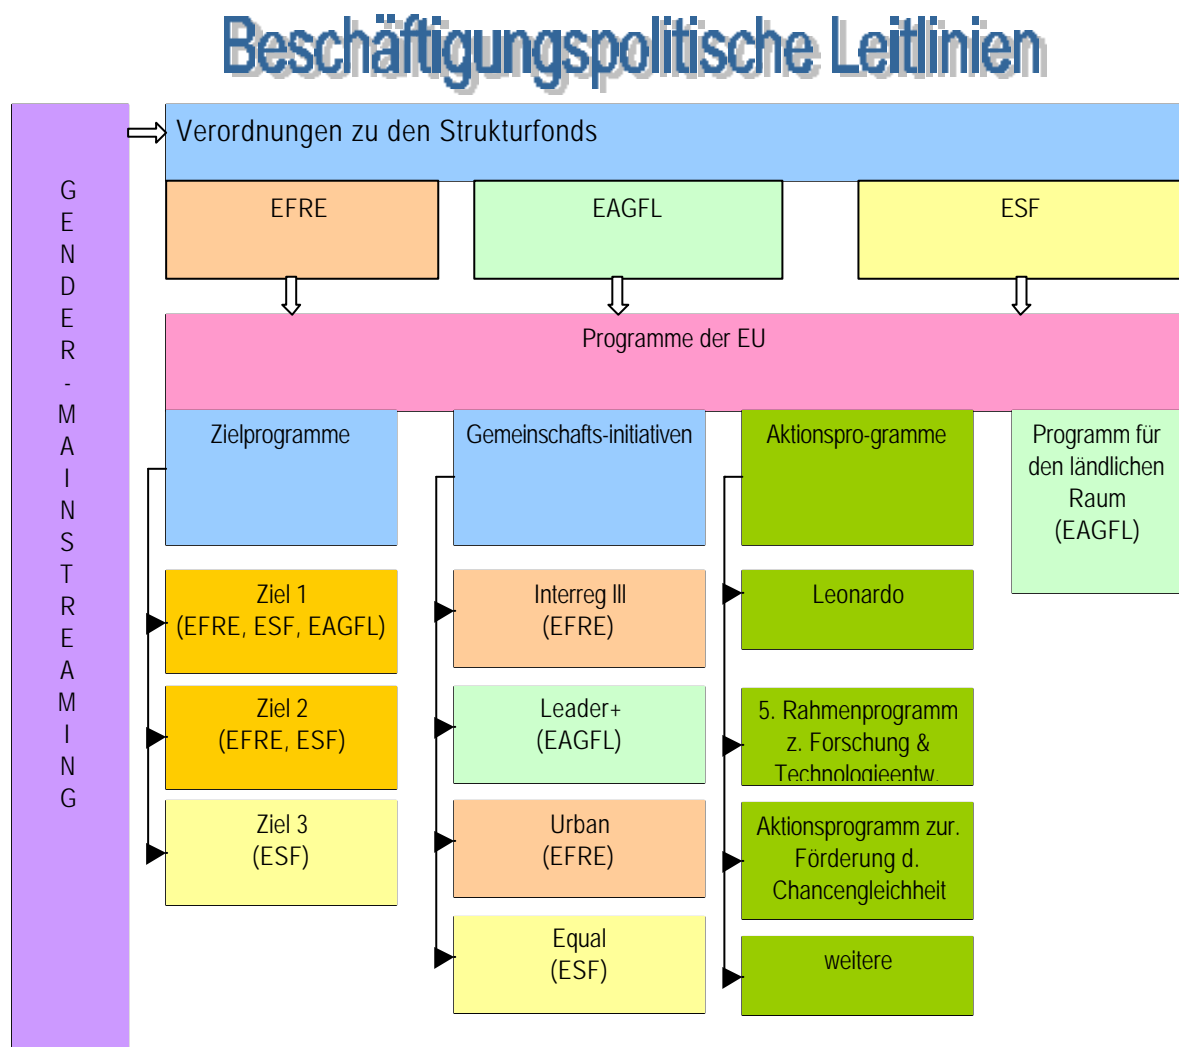 Beschäftigungspolitische Leitlinien
GENDER-MAINSTREAMING
Verordnungen zu den Strukturfonds
EFRE
EAGFL
ESF
Programme der EU
Zielprogramme
Ziel 1
(EFRE, ESF, EAGFL)
Ziel 2
(EFRE, ESF)
Ziel 3
(ESF)
Gemeinschafts-initiativen
Interreg III
(EFRE)
Leader+
(EAGFL)
Urban
(EFRE)
Equal
(ESF)
Aktionspro-gramme
Leonardo
5. Rahmenprogramm
z. Forschung &
Technologieentw.
Aktionsprogramm zur.
Förderung d.
Chancengleichheit
weitere
Programm für
den ländlichen
Raum
(EAGFL)